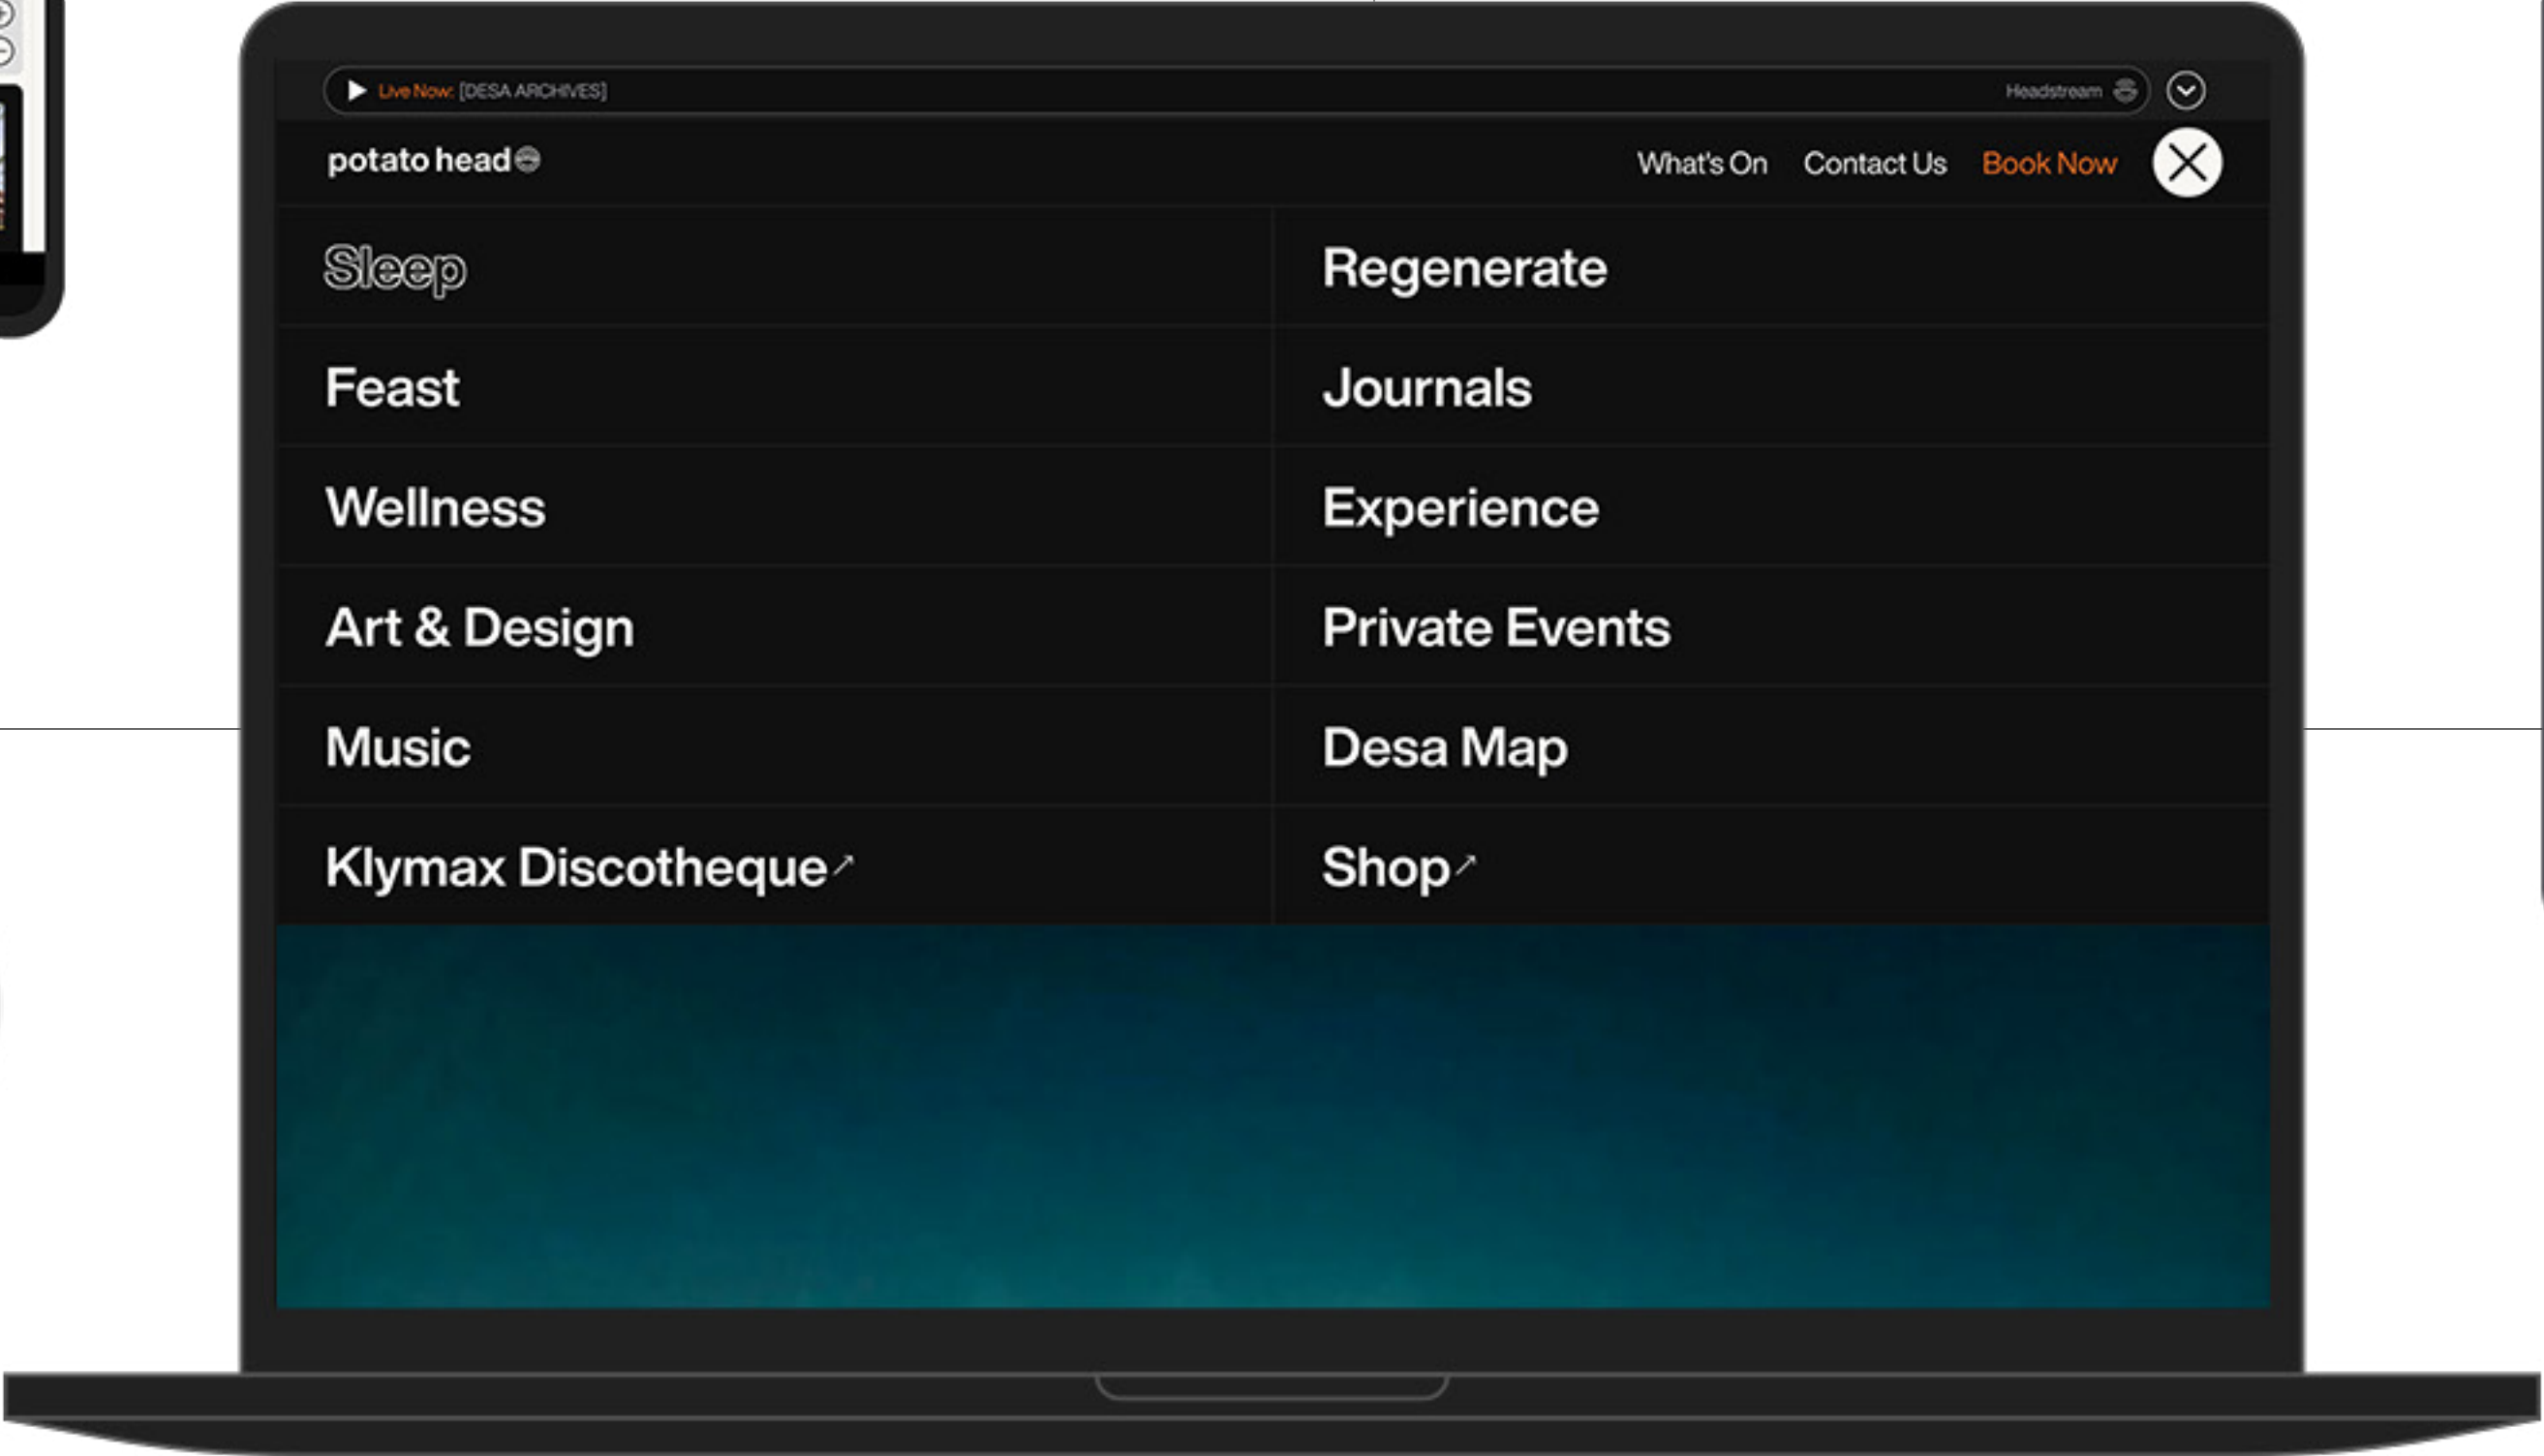 Live Now: [DESA ARCHIVES]
Headstream
potato head
What's On
Contact Us
Book Now
Sleep
Regenerate
Feast
Journals
Wellness
Experience
Art & Design
Private Events
Music
Desa Map
Klymax Discotheque↗
Shop↗